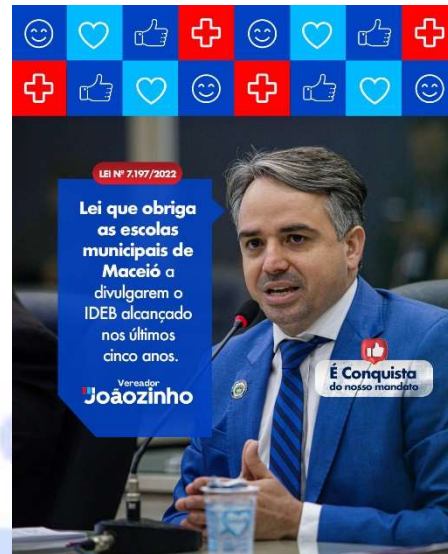 LEI Nº 7.197/2022
Lei que obriga
as escolas
municipais de
Maceió a
divulgarem o
IDEB alcançado
nos últimos
cinco anos.
Vereador
Joãozinho
É Conquista
do nosso mandato